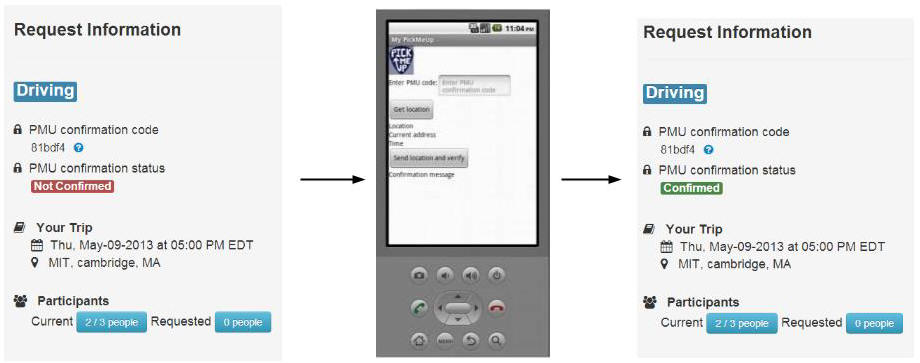 Request Information
Driving
PMU confirmation code
81bdf4 ?
PMU confirmation status
Not Confirmed
Your Trip
Thu, May-09-2013 at 05:00 PM EDT
MIT, cambridge, MA
Participants
Current 2 / 3 people Requested 0 people
11:04 PM
My PickMeUp
PICK
ME
UP
Enter PMU code: Enter PMU
confirmation code
Get location
Location
Current address
Time
Send location and verify
Confirmation message
MENU
Request Information
Driving
PMU confirmation code
81bdf4 ?
PMU confirmation status
Confirmed
Your Trip
Thu, May-09-2013 at 05:00 PM EDT
MIT, cambridge, MA
Participants
Current 2 / 3 people Requested 0 people